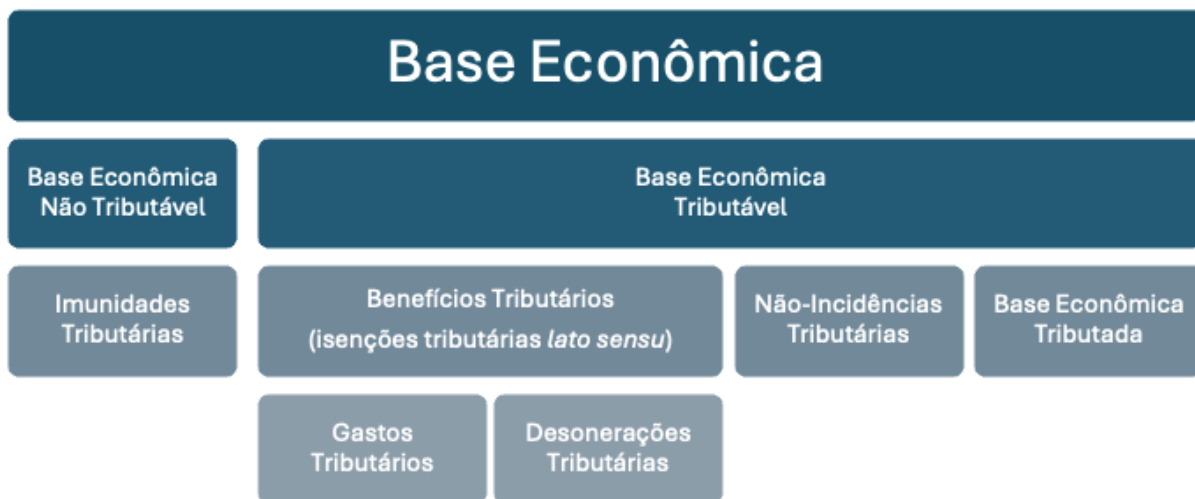 Base Econômica
Base Econômica
Não Tributável
Base Econômica
Tributável
Imunidades
Tributárias
Benefícios Tributários
(isenções tributárias lato sensu)
Não-Incidências
Tributárias
Base Econômica
Tributada
Gastos
Tributários
Desonerações
Tributárias